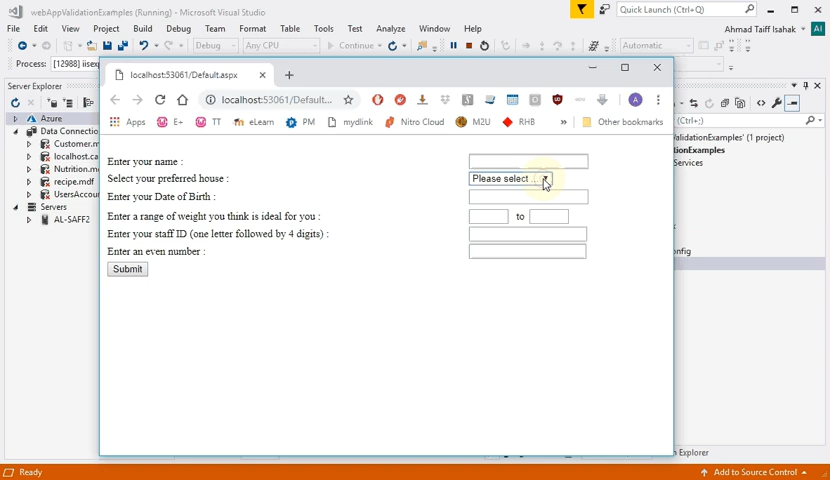 webAppValidationExamples (Running) - Microsoft Visual Studio
Quick Launch (Ctrl+Q)
File Edit View Project Build Debug Team Format Table Tools Test Analyze Window Help
Ahmad Taiff Isahak AI
Debug Any CPU Continue Automatic
Process: [12988] iisexp
Server Explorer
Azure
Data Connectio
Customer.m
localhost.ca
Nutrition.m
recipe.mdf
UsersAccou
Servers
AL-SAFF2
localhost:53061/Default.aspx
localhost:53061/Default...
A
Apps E+ TT eLearn PM mydlink Nitro Cloud M2U RHB » Other bookmarks
Enter your name :
Select your preferred house : Please select
Enter your Date of Birth :
Enter a range of weight you think is ideal for you : to
Enter your staff ID (one letter followed by 4 digits) :
Enter an even number :
Submit
(Ctrl+;)
alidationExamples' (1 project)
ationExamples
Services
onfig
Explorer
Ready
Add to Source Control